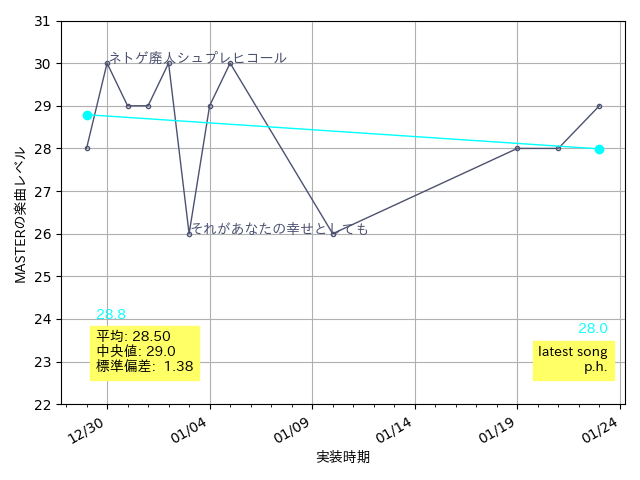 31
30
29
28
27
26
25
24
23
22
MASTERの楽曲レベル
ネトゲ廃人シュプレヒコール
それがあなたの幸せとしても
28.8
平均: 28.50
中央値: 29.0
標準偏差: 1.38
28.0
latest song
p.h.
12/30
01/04
01/09
01/14
01/19
01/24
実装時期